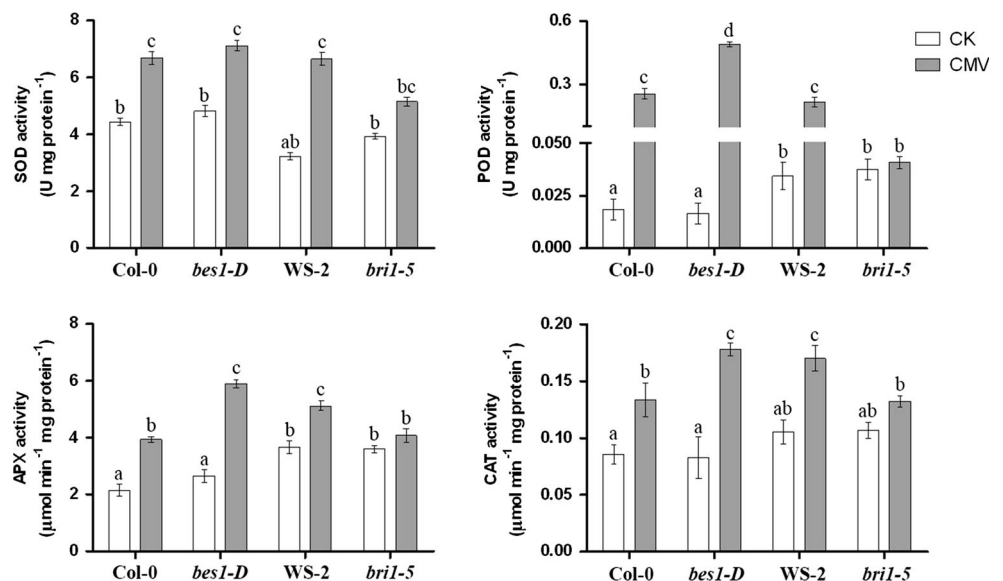 SOD activity
(U mg protein⁻¹)
8
6
4
2
0
b
c
b
c
ab
c
b
bc
Col-0 bes1-D WS-2 bri1-5
POD activity
(U mg protein⁻¹)
0.6
0.3
0.050
0.025
0.000
a
c
a
d
b
c
b
b
Col-0 bes1-D WS-2 bri1-5
CK
CMV
APX activity
(μmol min⁻¹ mg protein⁻¹)
8
6
4
2
0
a
b
a
c
b
c
b
b
Col-0 bes1-D WS-2 bri1-5
CAT activity
(μmol min⁻¹ mg protein⁻¹)
0.20
0.15
0.10
0.05
0.00
a
b
a
c
ab
c
ab
b
Col-0 bes1-D WS-2 bri1-5